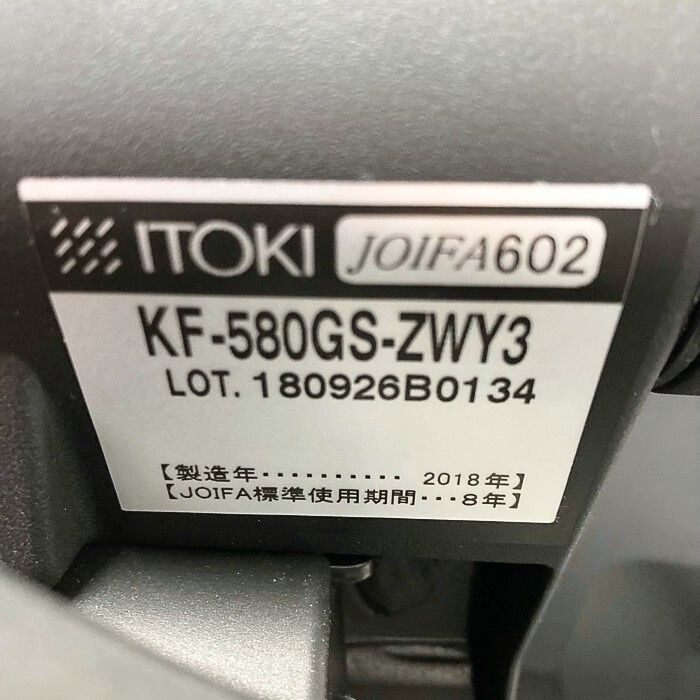 ITOKI JOIFA602
KF-580GS-ZWY3
LOT. 180926B0134
【製造年‥‥‥‥‥ 2018年】
【JOIFA標準使用期間…8年】